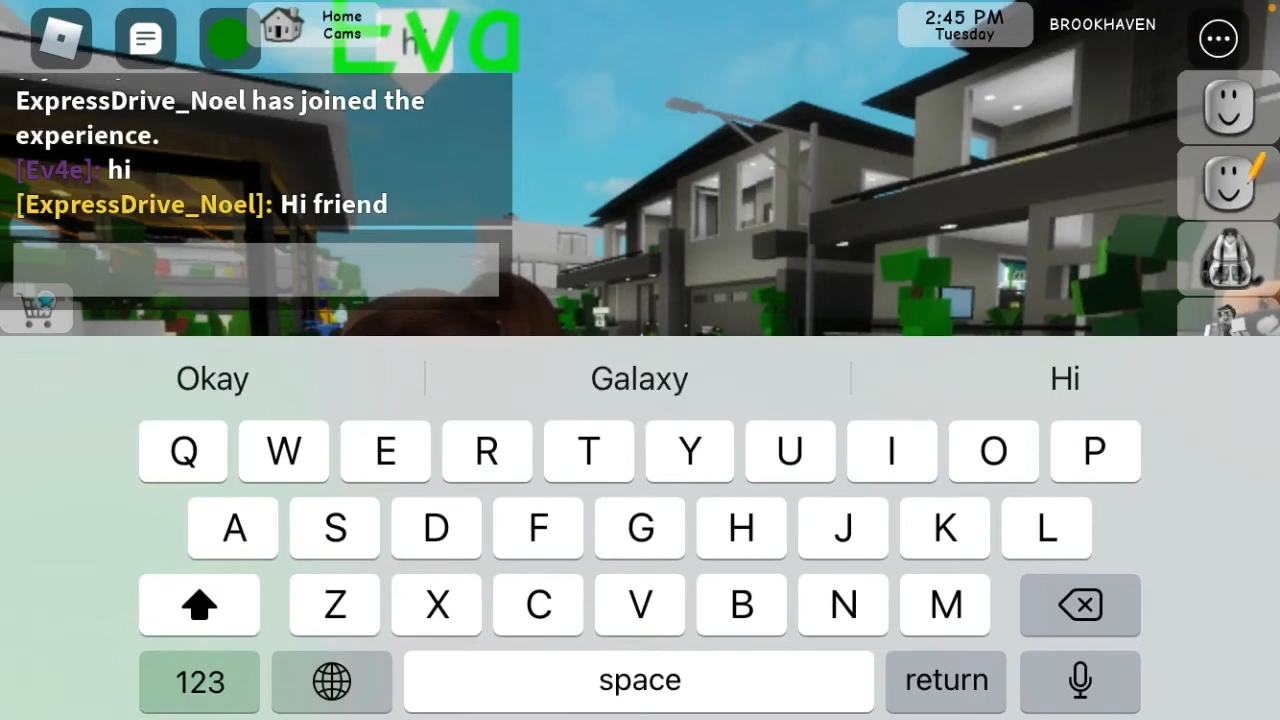 Home
Cams
Eva
hi
2:45 PM
Tuesday
BROOKHAVEN
ExpressDrive_Noel has joined the
experience.
[Ev4e]: hi
[ExpressDrive_Noel]: Hi friend
Okay Galaxy Hi
Q W E R T Y U I O P
A S D F G H J K L
Z X C V B N M
123 space return